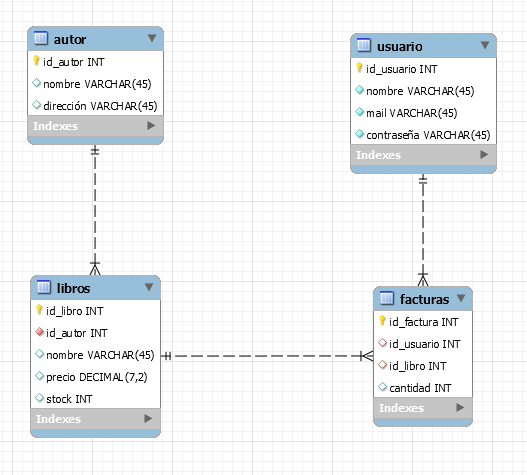 autor
id_autor INT
nombre VARCHAR(45)
dirección VARCHAR(45)
Indexes
usuario
id_usuario INT
nombre VARCHAR(45)
mail VARCHAR(45)
contraseña VARCHAR(45)
Indexes
libros
id_libro INT
id_autor INT
nombre VARCHAR(45)
precio DECIMAL(7,2)
stock INT
Indexes
facturas
id_factura INT
id_usuario INT
id_libro INT
cantidad INT
Indexes